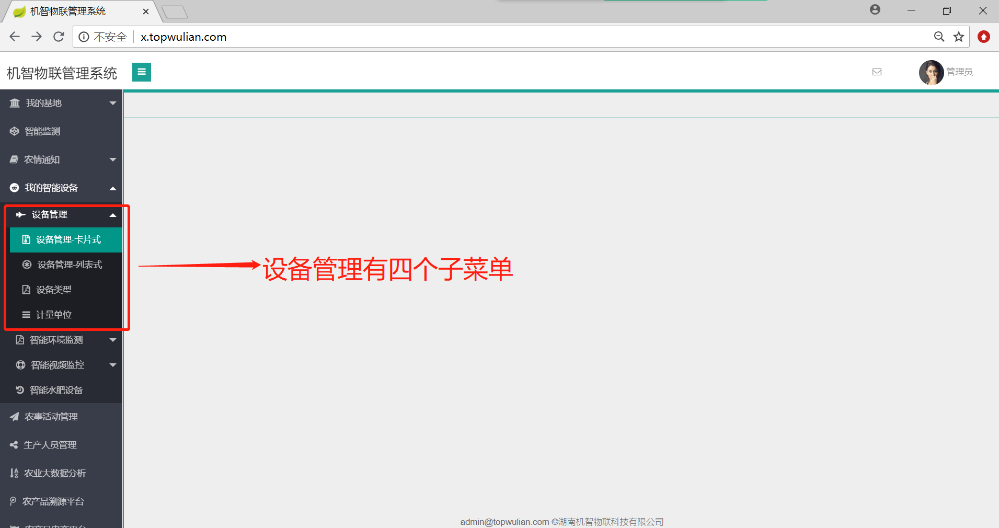 机智物联管理系统
不安全
x.topwulian.com
机智物联管理系统
管理员
我的基地
智能监测
农情通知
我的智能设备
设备管理
设备管理-卡片式
设备管理-列表式
设备类型
计量单位
设备管理有四个子菜单
智能环境监测
智能视频监控
智能水肥设备
农事活动管理
生产人员管理
农业大数据分析
农产品溯源平台
农产品电商平台
admin@topwulian.com ©湖南机智物联科技有限公司